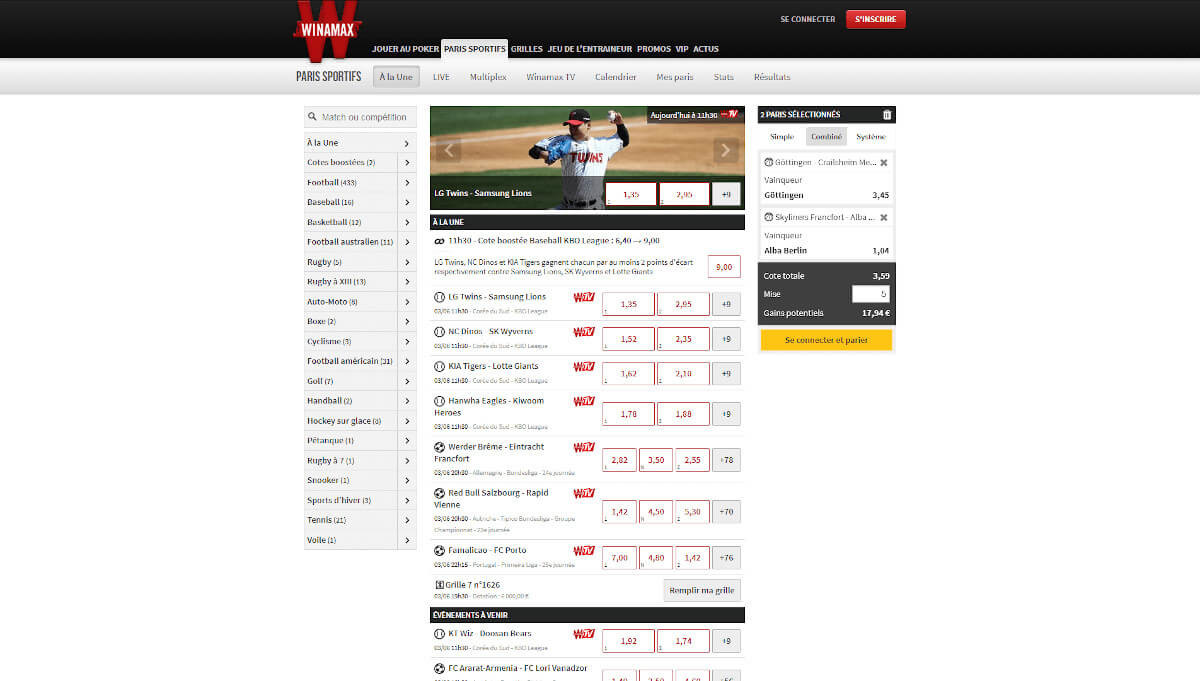 WINAMAX
SE CONNECTER
S'INSCRIRE
JOUER AU POKER
PARIS SPORTIFS
GRILLES
JEU DE L'ENTRAINEUR
PROMOS
VIP
ACTUS
PARIS SPORTIFS
À la Une
LIVE
Multiplex
Winamax TV
Calendrier
Mes paris
Stats
Résultats
Match ou compétition
À la Une
Cotes boostées (2)
Football (433)
Baseball (16)
Basketball (12)
Football australien (11)
Rugby (5)
Rugby à XIII (13)
Auto-Moto (6)
Boxe (2)
Cyclisme (3)
Football américain (31)
Golf (7)
Handball (2)
Hockey sur glace (8)
Pétanque (1)
Rugby à 7 (1)
Snooker (1)
Sports d'hiver (3)
Tennis (21)
Voile (1)
Aujourd'hui à 11h30 TV
TWINS
LG Twins - Samsung Lions
1,35
2,95
+9
À LA UNE
11h30 - Cote boostée Baseball KBO League : 6,40 → 9,00
LG Twins, NC Dinos et KIA Tigers gagnent chacun par au moins 2 points d'écart
respectivement contre Samsung Lions, SK Wyverns et Lotte Giants
9,00
LG Twins - Samsung Lions
03/06 11h30 - Corée du Sud - KBO League
WTV
1,35
2,95
+9
NC Dinos - SK Wyverns
03/06 11h30 - Corée du Sud - KBO League
WTV
1,52
2,35
+9
KIA Tigers - Lotte Giants
03/06 11h30 - Corée du Sud - KBO League
WTV
1,62
2,10
+9
Hanwha Eagles - Kiwoom
Heroes
03/06 11h30 - Corée du Sud - KBO League
WTV
1,78
1,88
+9
Werder Brême - Eintracht
Francfort
03/06 20h30 - Allemagne - Bundesliga - 24e journée
WTV
2,82
3,50
2,55
+78
Red Bull Salzbourg - Rapid
Vienne
03/06 20h30 - Autriche - Tipico Bundesliga - Groupe
Championnat - 23e journée
WTV
1,42
4,50
5,30
+70
Famalicao - FC Porto
03/06 22h15 - Portugal - Primeira Liga - 25e journée
WTV
7,00
4,80
1,42
+76
Grille 7 n°1626
03/06 19h30 - Dotation : 6 000,00 €
Remplir ma grille
ÉVÉNEMENTS À VENIR
KT Wiz - Doosan Bears
03/06 11h30 - Corée du Sud - KBO League
WTV
1,92
1,74
+9
FC Ararat-Armenia - FC Lori Vanadzor
2 PARIS SÉLECTIONNÉS
Simple
Combiné
Système
Göttingen - Crailsheim Me...
Vainqueur
Göttingen
3,45
Skyliners Francfort - Alba ...
Vainqueur
Alba Berlin
1,04
Cote totale
3,59
Mise
5
Gains potentiels
17,94 €
Se connecter et parier